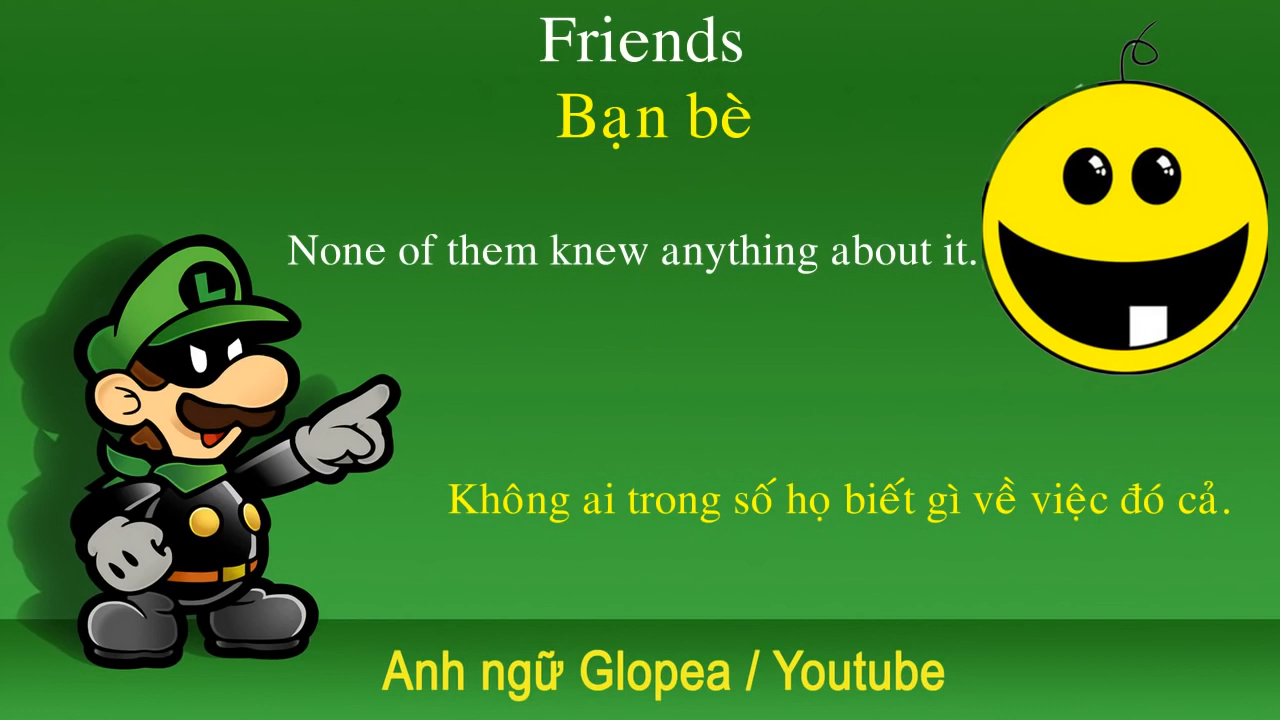 Friends
Bạn bè
L
None of them knew anything about it.
Không ai trong số họ biết gì về việc đó cả.
Anh ngữ Glopea / Youtube